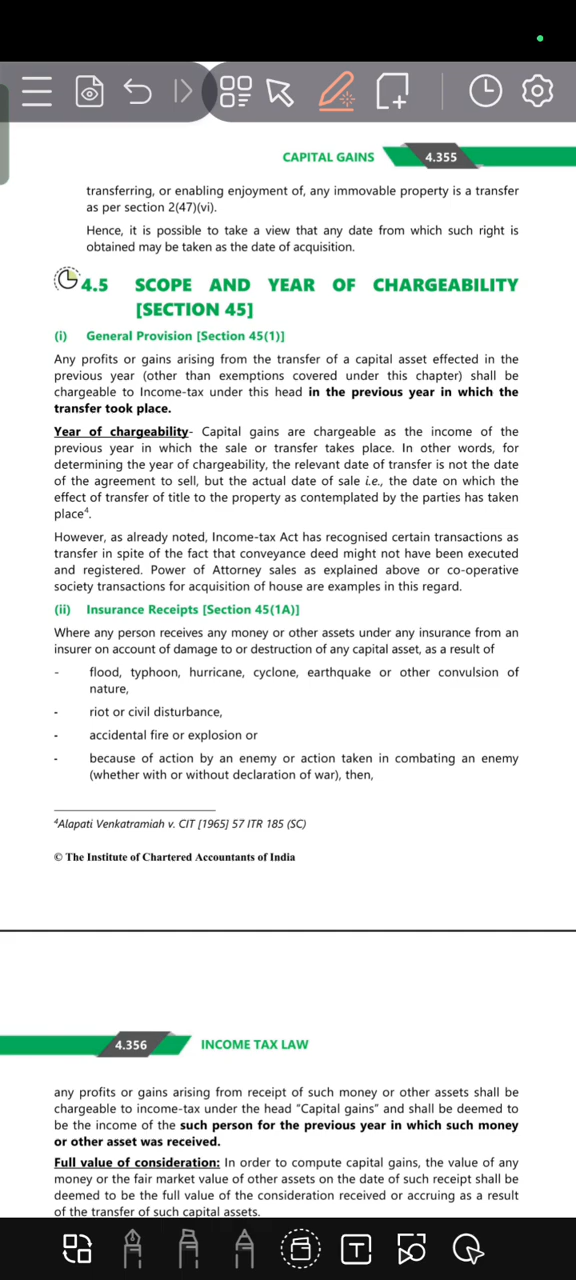 CAPITAL GAINS 4.355
transferring, or enabling enjoyment of, any immovable property is a transfer
as per section 2(47)(vi).
Hence, it is possible to take a view that any date from which such right is
obtained may be taken as the date of acquisition.
4.5 SCOPE AND YEAR OF CHARGEABILITY
[SECTION 45]
(i) General Provision [Section 45(1)]
Any profits or gains arising from the transfer of a capital asset effected in the
previous year (other than exemptions covered under this chapter) shall be
chargeable to Income-tax under this head in the previous year in which the
transfer took place.
Year of chargeability- Capital gains are chargeable as the income of the
previous year in which the sale or transfer takes place. In other words, for
determining the year of chargeability, the relevant date of transfer is not the date
of the agreement to sell, but the actual date of sale i.e., the date on which the
effect of transfer of title to the property as contemplated by the parties has taken
place⁴.
However, as already noted, Income-tax Act has recognised certain transactions as
transfer in spite of the fact that conveyance deed might not have been executed
and registered. Power of Attorney sales as explained above or co-operative
society transactions for acquisition of house are examples in this regard.
(ii) Insurance Receipts [Section 45(1A)]
Where any person receives any money or other assets under any insurance from an
insurer on account of damage to or destruction of any capital asset, as a result of
- flood, typhoon, hurricane, cyclone, earthquake or other convulsion of
nature,
- riot or civil disturbance,
- accidental fire or explosion or
- because of action by an enemy or action taken in combating an enemy
(whether with or without declaration of war), then,
⁴Alapati Venkatramiah v. CIT [1965] 57 ITR 185 (SC)
© The Institute of Chartered Accountants of India
4.356 INCOME TAX LAW
any profits or gains arising from receipt of such money or other assets shall be
chargeable to income-tax under the head “Capital gains” and shall be deemed to
be the income of the such person for the previous year in which such money
or other asset was received.
Full value of consideration: In order to compute capital gains, the value of any
money or the fair market value of other assets on the date of such receipt shall be
deemed to be the full value of the consideration received or accruing as a result
of the transfer of such capital assets.
T